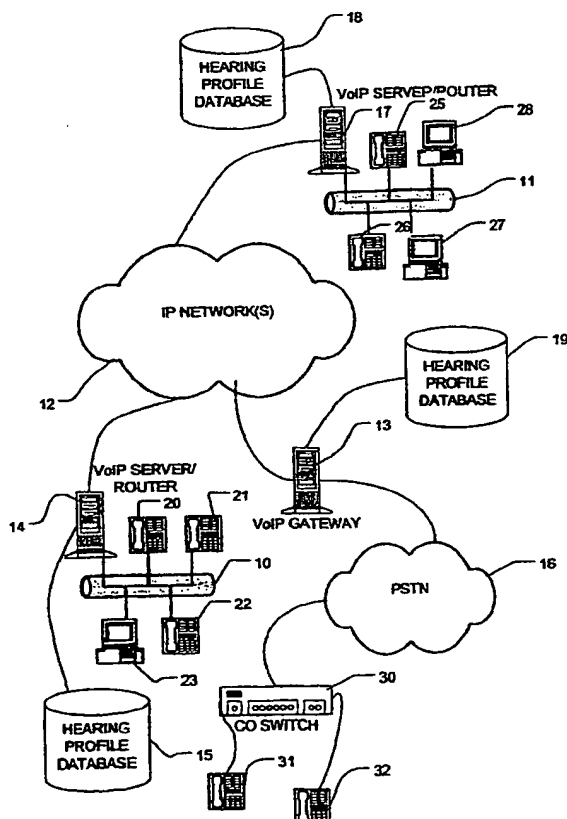 18
HEARING
PROFILE
DATABASE
VoIP SERVEP/POUTER
25
28
17
11
26
27
IP NETWORK(S)
12
19
HEARING
PROFILE
DATABASE
13
VoIP SERVER/
ROUTER
14
20
21
VoIP GATEWAY
10
16
PSTN
22
23
30
CO SWITCH
HEARING
PROFILE
DATABASE
15
31
32